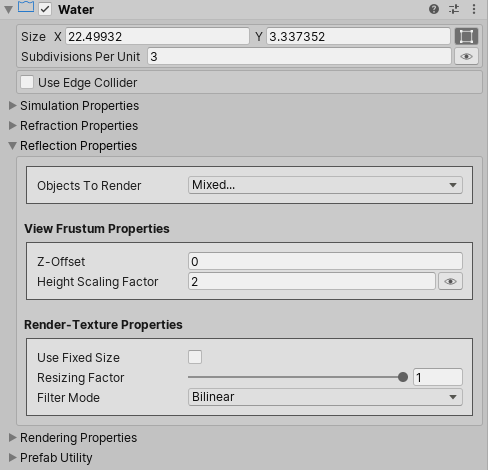 Water
Size X 22.49932 Y 3.337352
Subdivisions Per Unit 3
Use Edge Collider
Simulation Properties
Refraction Properties
Reflection Properties
Objects To Render Mixed...
View Frustum Properties
Z-Offset 0
Height Scaling Factor 2
Render-Texture Properties
Use Fixed Size
Resizing Factor 1
Filter Mode Bilinear
Rendering Properties
Prefab Utility